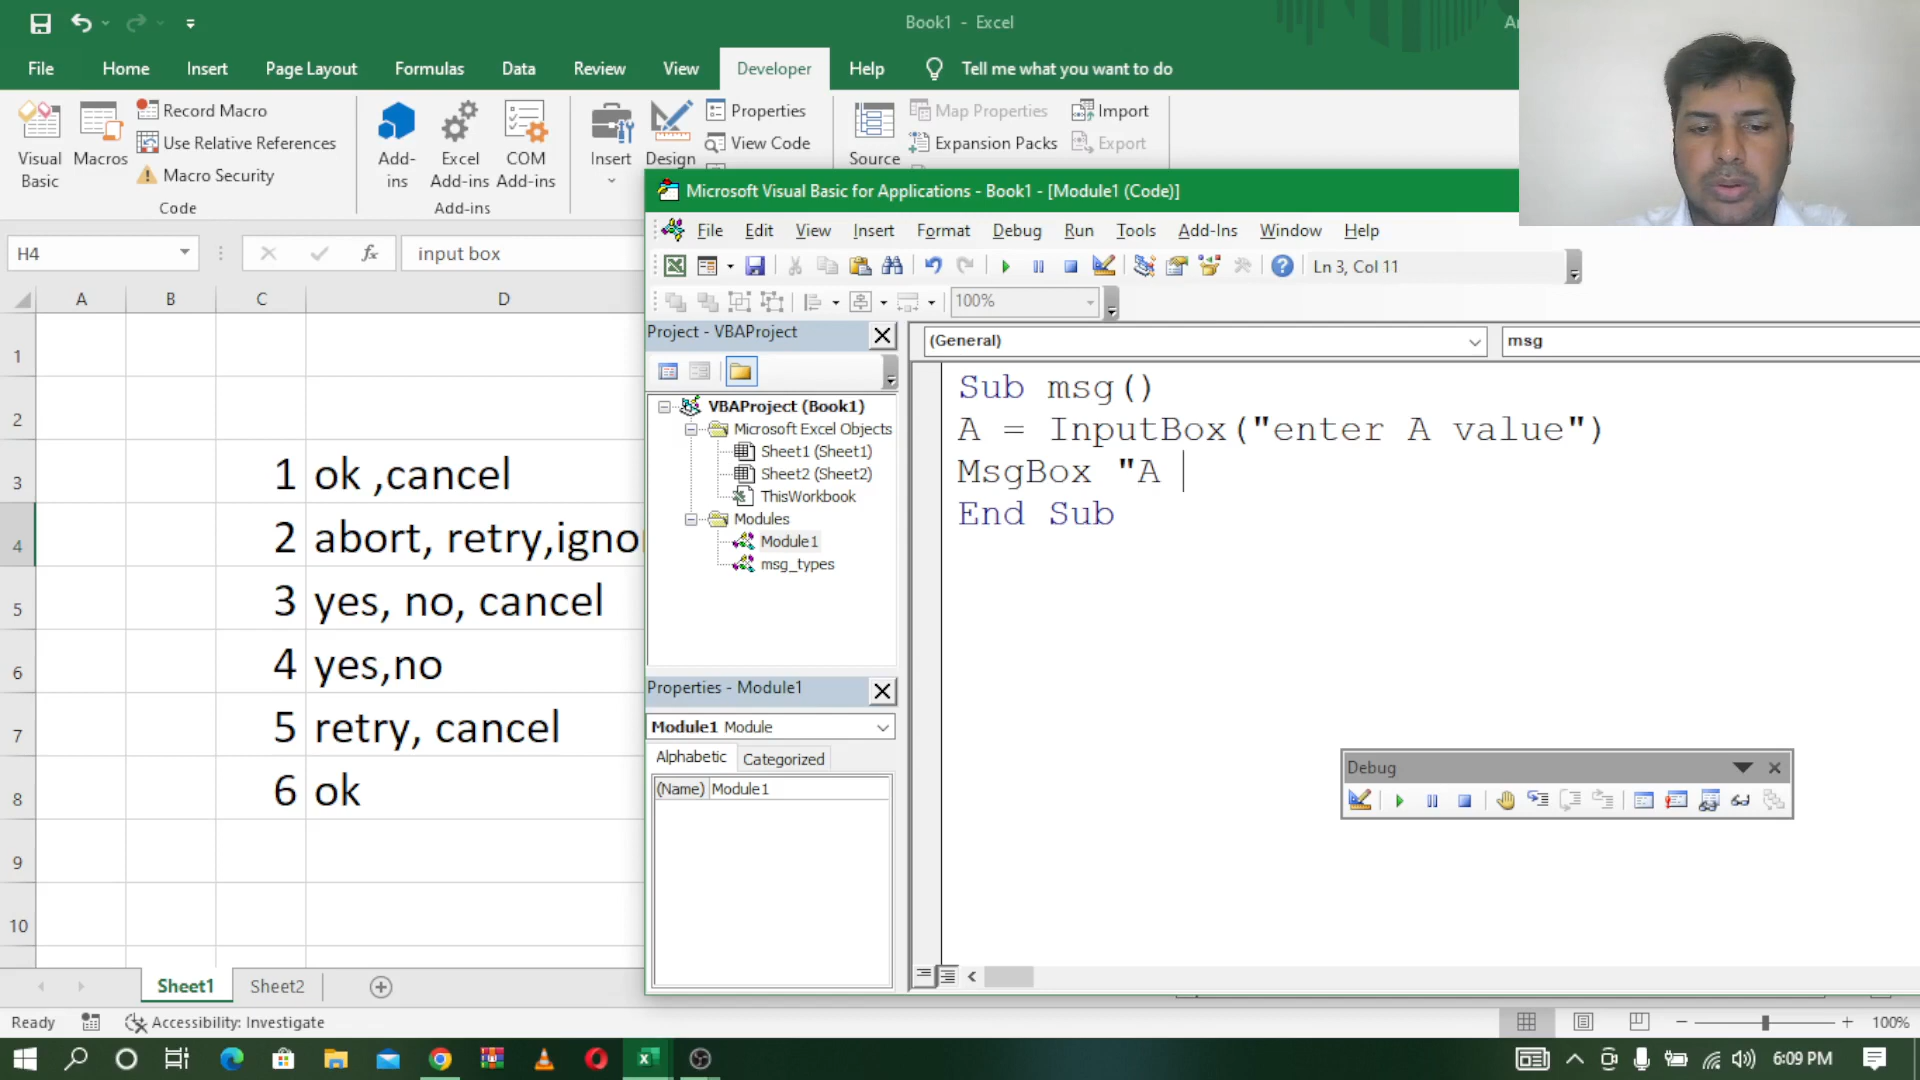 Book1 - Excel
File Home Insert Page Layout Formulas Data Review View Developer Help Tell me what you want to do
Visual Basic
Macros
Record Macro
Use Relative References
Macro Security
Code
Add-ins
Excel Add-ins
COM Add-ins
Add-ins
Insert
Design
Properties
View Code
Source
Map Properties
Expansion Packs
Import
Export
H4
fx
input box
A B C D
1
2
3 1 ok ,cancel
4 2 abort, retry,igno
5 3 yes, no, cancel
6 4 yes,no
7 5 retry, cancel
8 6 ok
9
10
Microsoft Visual Basic for Applications - Book1 - [Module1 (Code)]
File Edit View Insert Format Debug Run Tools Add-Ins Window Help
Ln 3, Col 11
100%
Project - VBAProject
VBAProject (Book1)
Microsoft Excel Objects
Sheet1 (Sheet1)
Sheet2 (Sheet2)
ThisWorkbook
Modules
Module1
msg_types
Properties - Module1
Module1 Module
Alphabetic Categorized
(Name) Module1
(General)
msg
Sub msg()
A = InputBox("enter A value")
MsgBox "A
End Sub
Debug
Sheet1 Sheet2
Ready Accessibility: Investigate
100%
6:09 PM